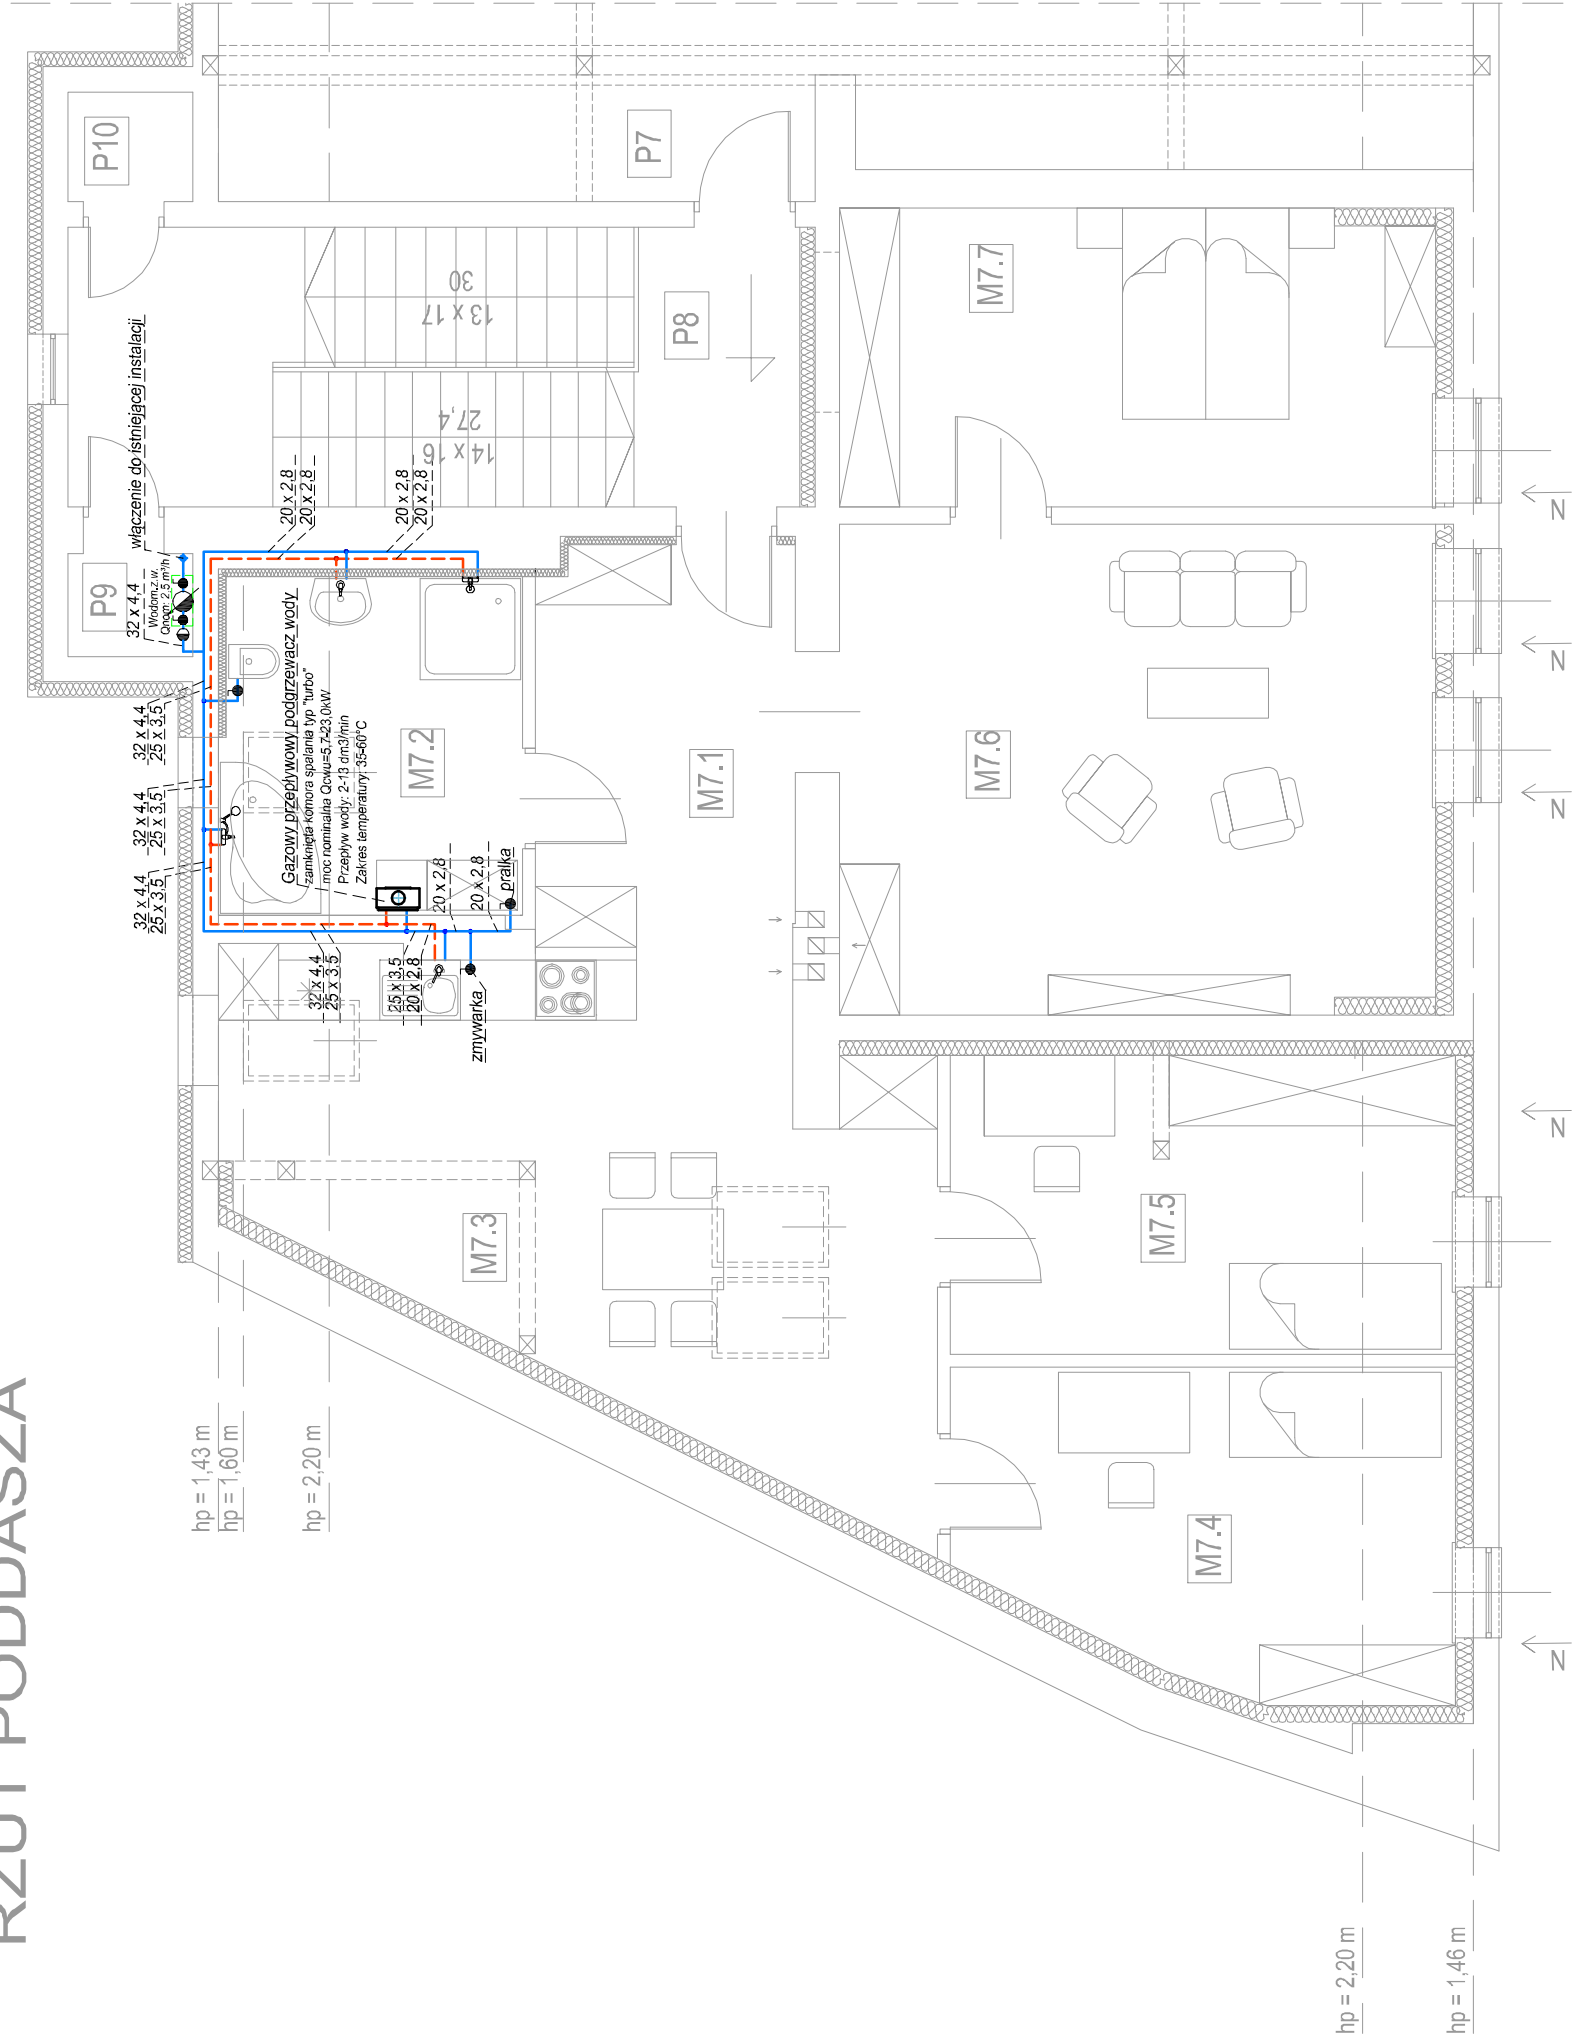 RZUT PODDASZA
P10
P7
P8
P9
30
13 x 17
27,4
14 x 16
włączenie do istniejącej instalacji
32 x 4,4
Wodom.z.w.
Qnom: 2,5 m³/h
20 x 2,8
20 x 2,8
20 x 2,8
20 x 2,8
32 x 4,4
25 x 3,5
32 x 4,4
25 x 3,5
32 x 4,4
25 x 3,5
Gazowy przepływowy podgrzewacz wody
zamknięta komora spalania typ "turbo"
moc nominalna Qcwu=5,7-23,0kW
Przepływ wody: 2-13 dm3/min
Zakres temperatury: 35-60°C
20 x 2,8
20 x 2,8
pralka
32 x 4,4
25 x 3,5
25 x 3,5
20 x 2,8
zmywarka
M7.2
M7.1
M7.7
M7.6
M7.3
M7.5
M7.4
hp = 1,43 m
hp = 1,60 m
hp = 2,20 m
hp = 2,20 m
hp = 1,46 m
N
N
N
N
N